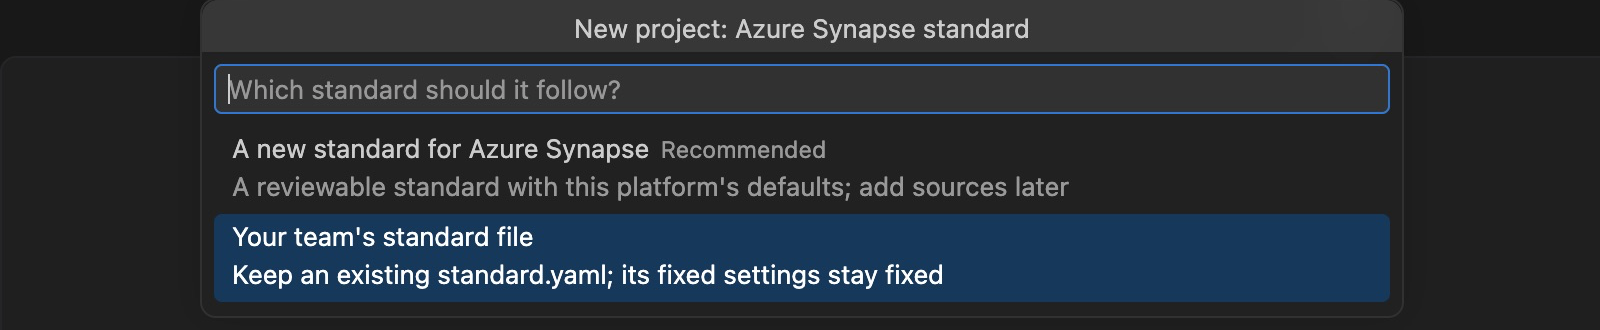 New project: Azure Synapse standard
Which standard should it follow?
A new standard for Azure Synapse Recommended
A reviewable standard with this platform's defaults; add sources later
Your team's standard file
Keep an existing standard.yaml; its fixed settings stay fixed